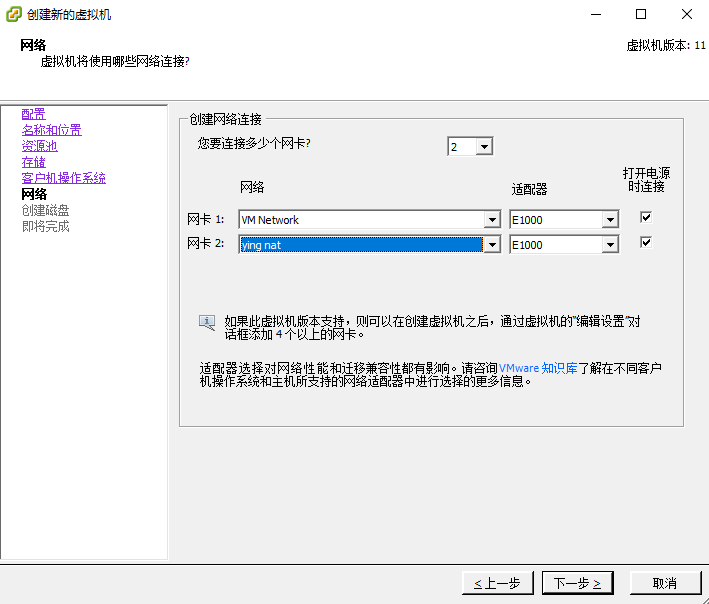 创建新的虚拟机
网络
虚拟机将使用哪些网络连接?
虚拟机版本: 11
配置
名称和位置
资源池
存储
客户机操作系统
网络
创建磁盘
即将完成
创建网络连接
您要连接多少个网卡?
2
网络
适配器
打开电源
时连接
网卡 1:
VM Network
E1000
网卡 2:
ying nat
E1000
如果此虚拟机版本支持，则可以在创建虚拟机之后，通过虚拟机的"编辑设置"对
话框添加 4 个以上的网卡。
适配器选择对网络性能和迁移兼容性都有影响。请咨询VMware 知识库了解在不同客户
机操作系统和主机所支持的网络适配器中进行选择的更多信息。
< 上一步
下一步 >
取消